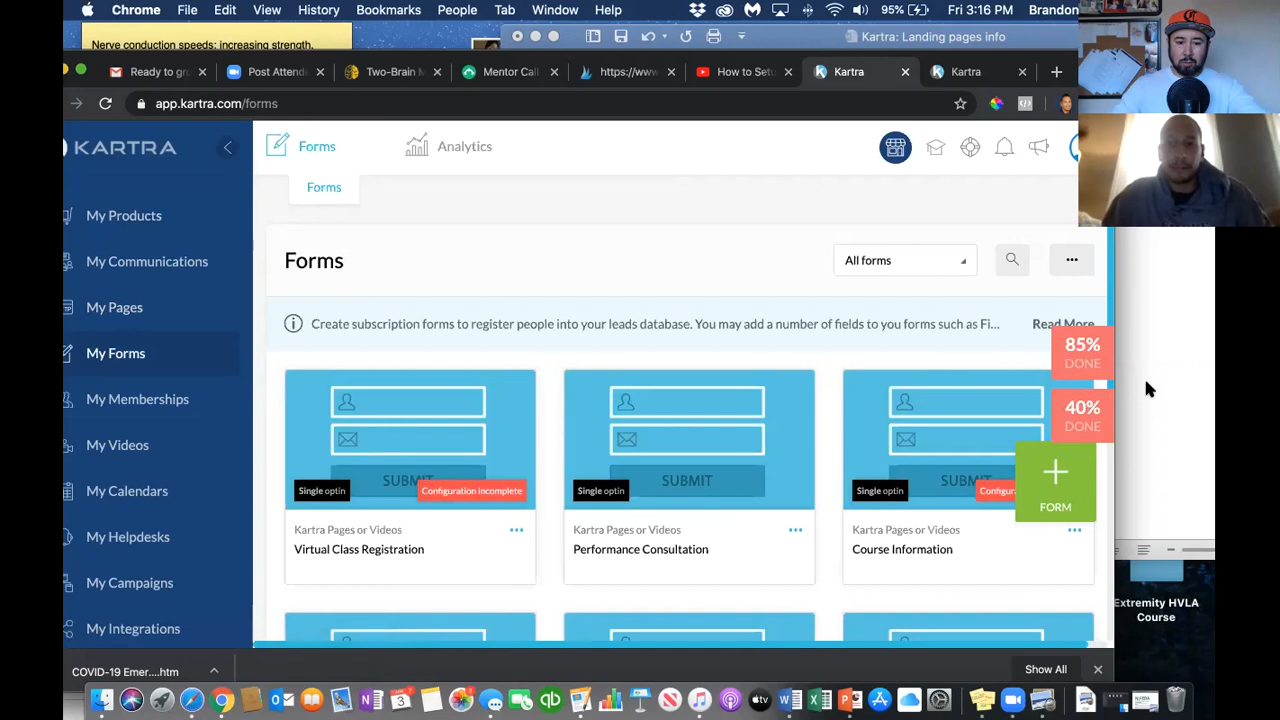 Chrome File Edit View History Bookmarks People Tab Window Help 95% Fri 3:16 PM Brandon
Nerve conduction speeds: increasing strength,
Kartra: Landing pages info
Ready to gr Post Attend Two-Brain M Mentor Call https://www How to Setu Kartra Kartra
app.kartra.com/forms
KARTRA
Forms Analytics
Forms
My Products
My Communications
My Pages
My Forms
My Memberships
My Videos
My Calendars
My Helpdesks
My Campaigns
My Integrations
Forms All forms
Create subscription forms to register people into your leads database. You may add a number of fields to you forms such as Fi... Read More
85%
DONE
40%
DONE
SUBMIT SUBMIT SUBMIT
Single optin Configuration incomplete Single optin Single optin Configu
FORM
Kartra Pages or Videos Kartra Pages or Videos Kartra Pages or Videos
Virtual Class Registration Performance Consultation Course Information
Extremity HVLA
Course
COVID-19 Emer....htm Show All